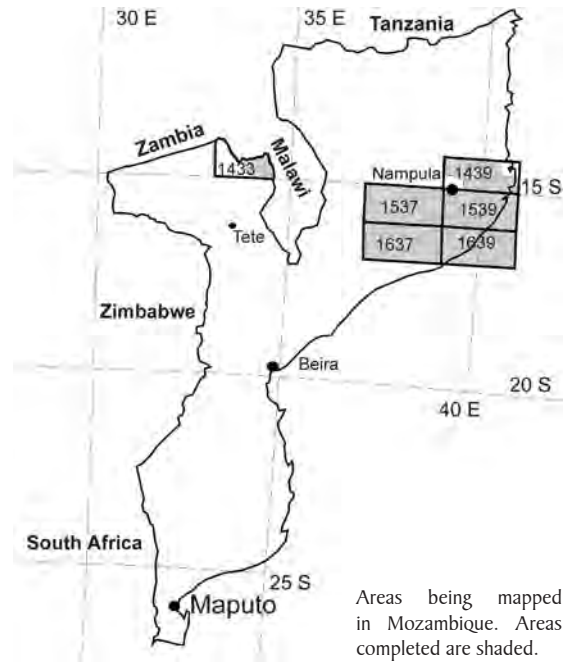 30 E
35 E
Tanzania
Zambia
1433
Malawi
Nampula
1439
15 S
1537
1539
Tete
1637
1639
Zimbabwe
Beira
20 S
40 E
South Africa
25 S
Maputo
Areas being mapped
in Mozambique. Areas
completed are shaded.